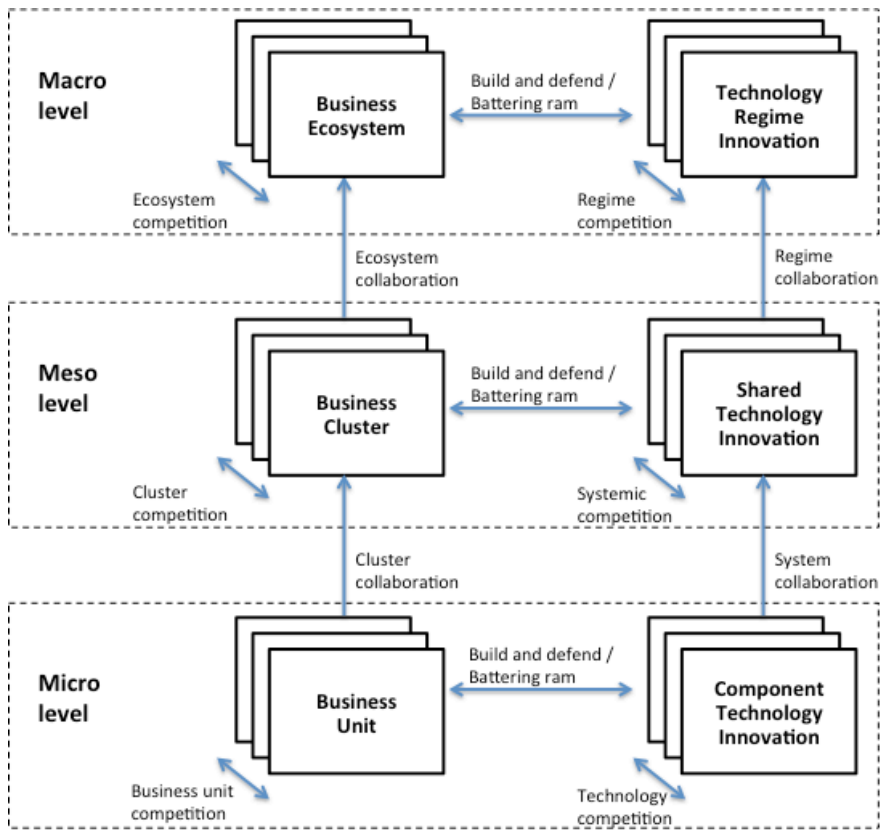 Macro
level
Business
Ecosystem
Build and defend /
Battering ram
Technology
Regime
Innovation
Ecosystem
competition
Regime
competition
Ecosystem
collaboration
Regime
collaboration
Meso
level
Business
Cluster
Build and defend /
Battering ram
Shared
Technology
Innovation
Cluster
competition
Systemic
competition
Cluster
collaboration
System
collaboration
Micro
level
Business
Unit
Build and defend /
Battering ram
Component
Technology
Innovation
Business unit
competition
Technology
competition